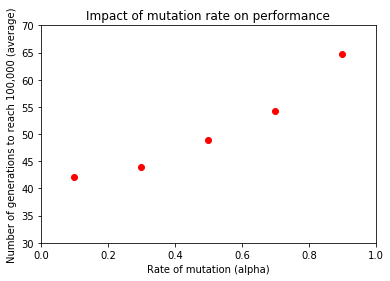 Impact of mutation rate on performance
Number of generations to reach 100,000 (average)
70
65
60
55
50
45
40
35
30
0.0 0.2 0.4 0.6 0.8 1.0
Rate of mutation (alpha)